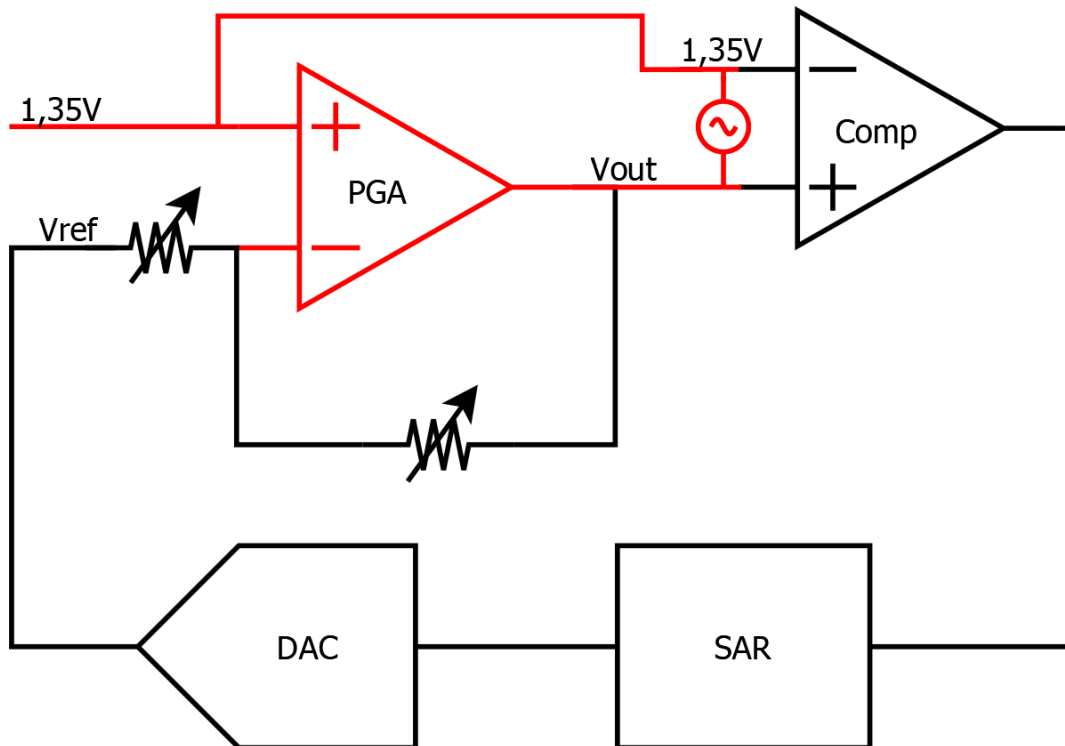 1,35V
1,35V
Comp
PGA
Vout
Vref
DAC
SAR